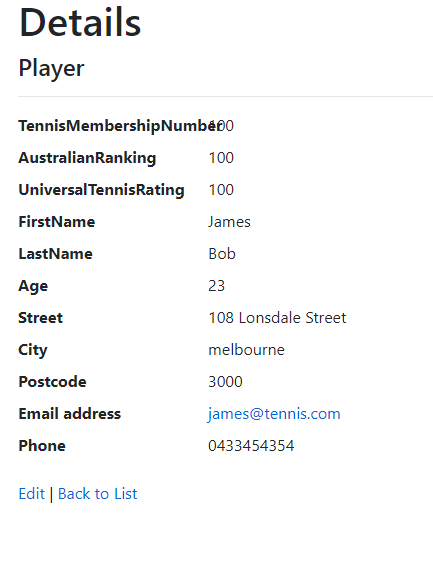 Details
Player
TennisMembershipNumber 100
AustralianRanking 100
UniversalTennisRating 100
FirstName James
LastName Bob
Age 23
Street 108 Lonsdale Street
City melbourne
Postcode 3000
Email address james@tennis.com
Phone 0433454354
Edit | Back to List